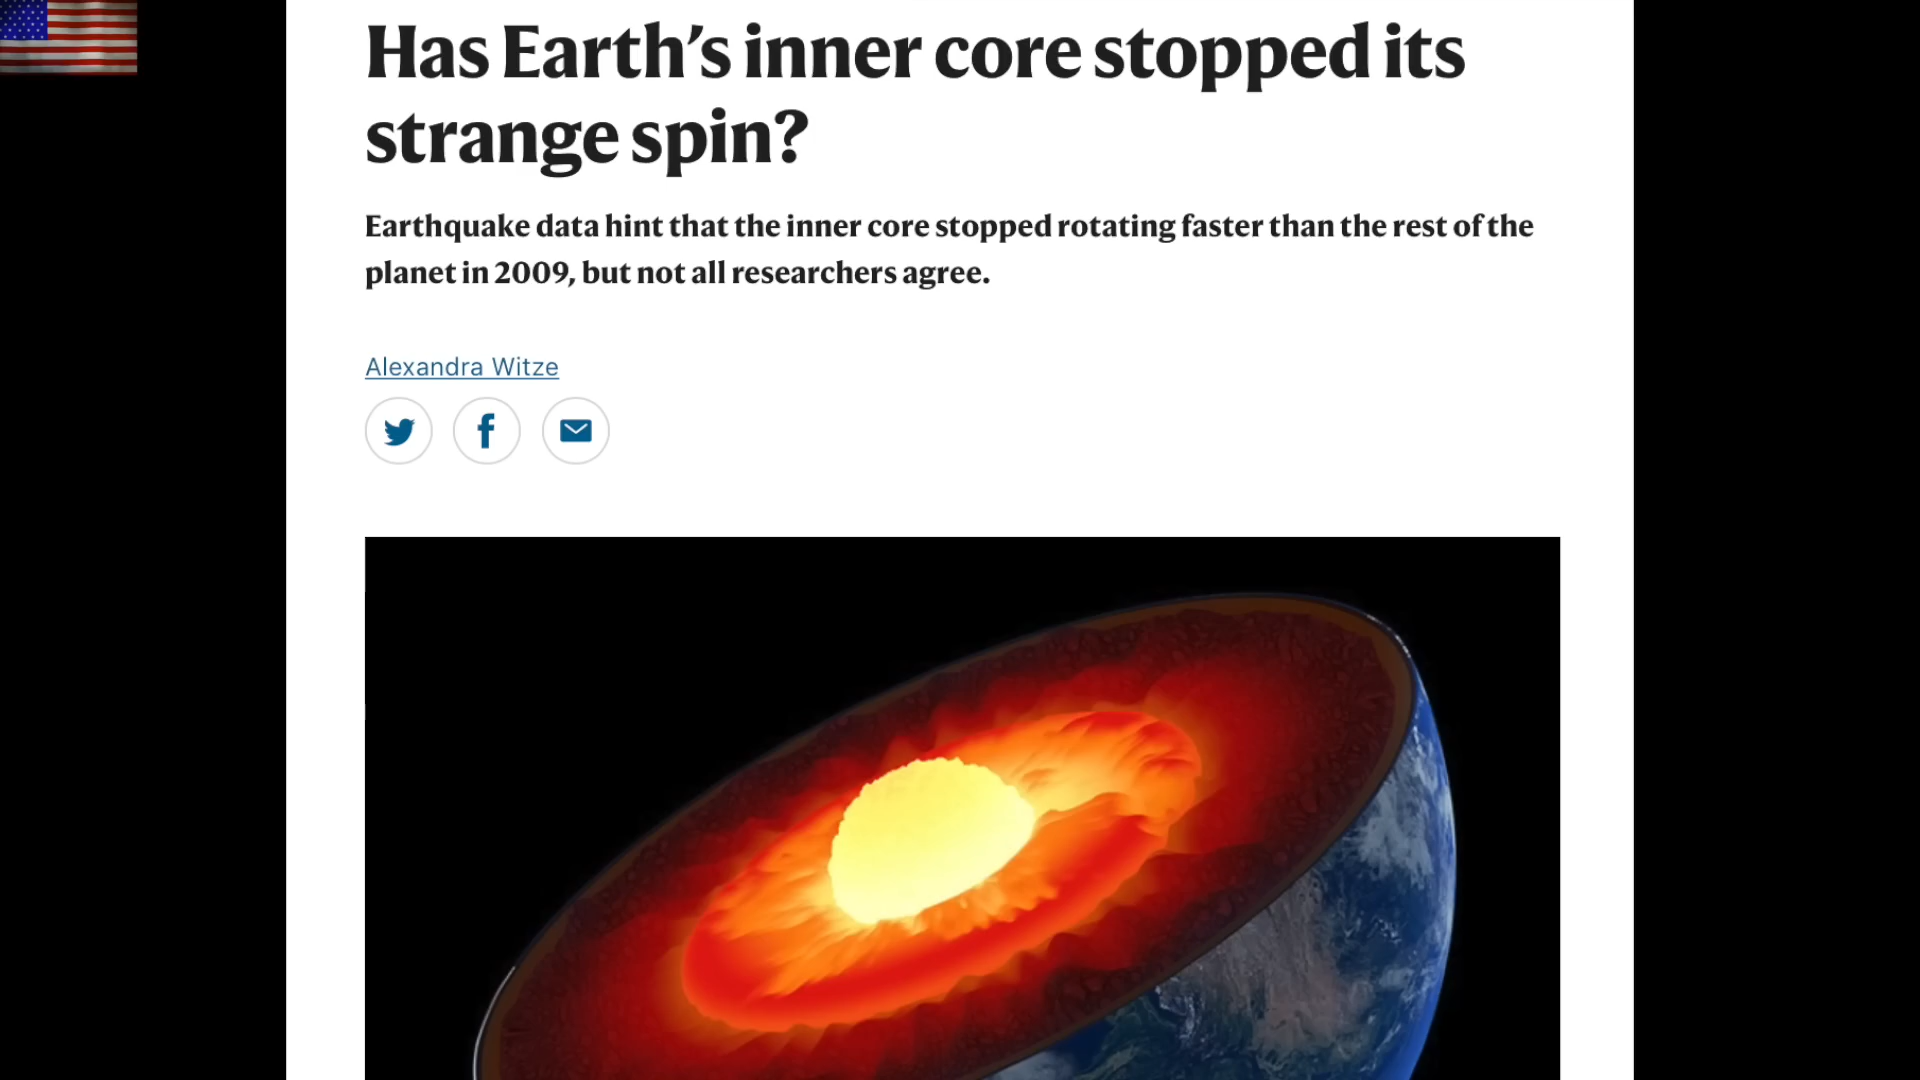 Has Earth’s inner core stopped its
strange spin?
Earthquake data hint that the inner core stopped rotating faster than the rest of the
planet in 2009, but not all researchers agree.
Alexandra Witze